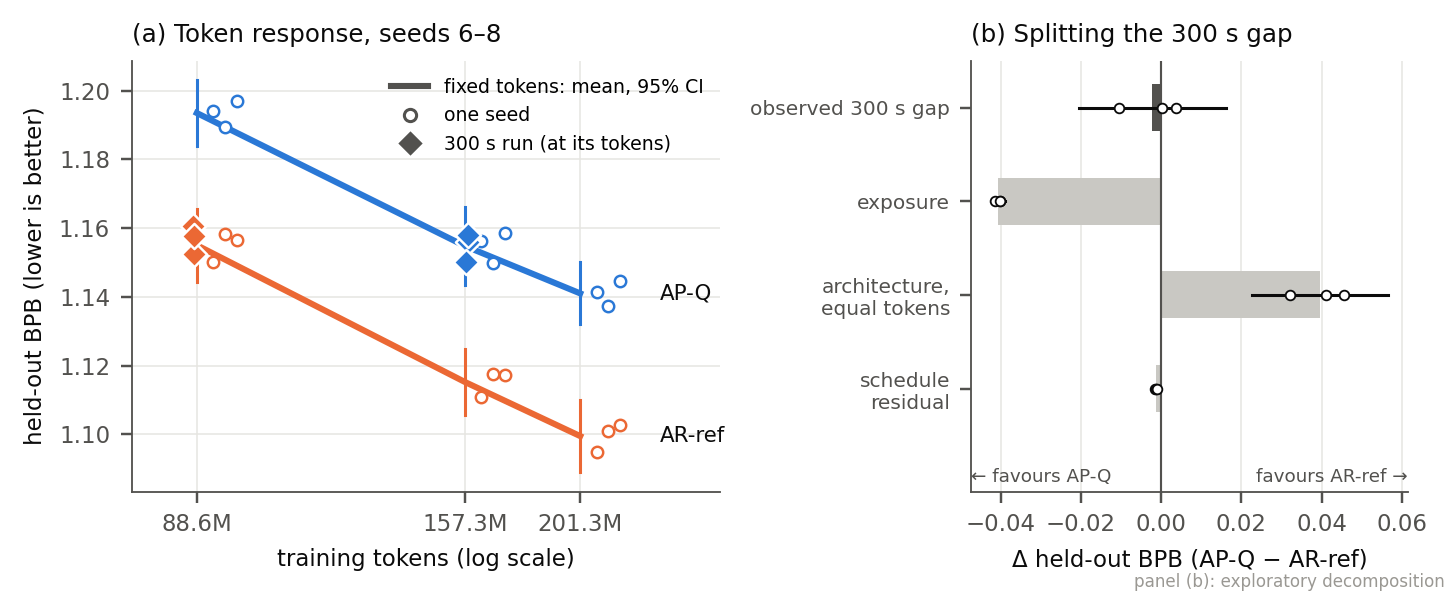 (a) Token response, seeds 6–8
held-out BPB (lower is better)
1.20
1.18
1.16
1.14
1.12
1.10
fixed tokens: mean, 95% CI
one seed
300 s run (at its tokens)
AP-Q
AR-ref
88.6M
157.3M
201.3M
training tokens (log scale)
(b) Splitting the 300 s gap
observed 300 s gap
exposure
architecture,
equal tokens
schedule
residual
← favours AP-Q
favours AR-ref →
−0.04
−0.02
0.00
0.02
0.04
0.06
Δ held-out BPB (AP-Q − AR-ref)
panel (b): exploratory decomposition